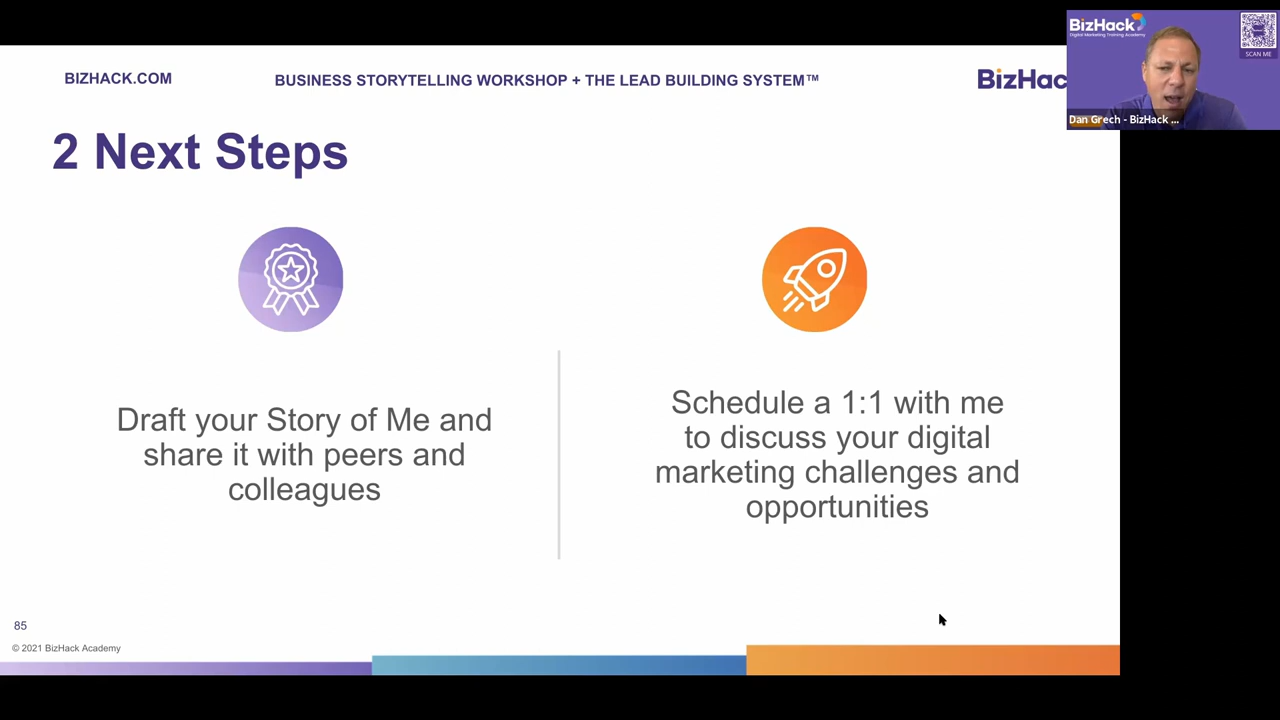 BIZHACK.COM
BUSINESS STORYTELLING WORKSHOP + THE LEAD BUILDING SYSTEM™
BizHac
2 Next Steps
Draft your Story of Me and
share it with peers and
colleagues
Schedule a 1:1 with me
to discuss your digital
marketing challenges and
opportunities
85
© 2021 BizHack Academy
BizHack
Digital Marketing Training Academy
SCAN ME
Dan Grech - BizHack ...